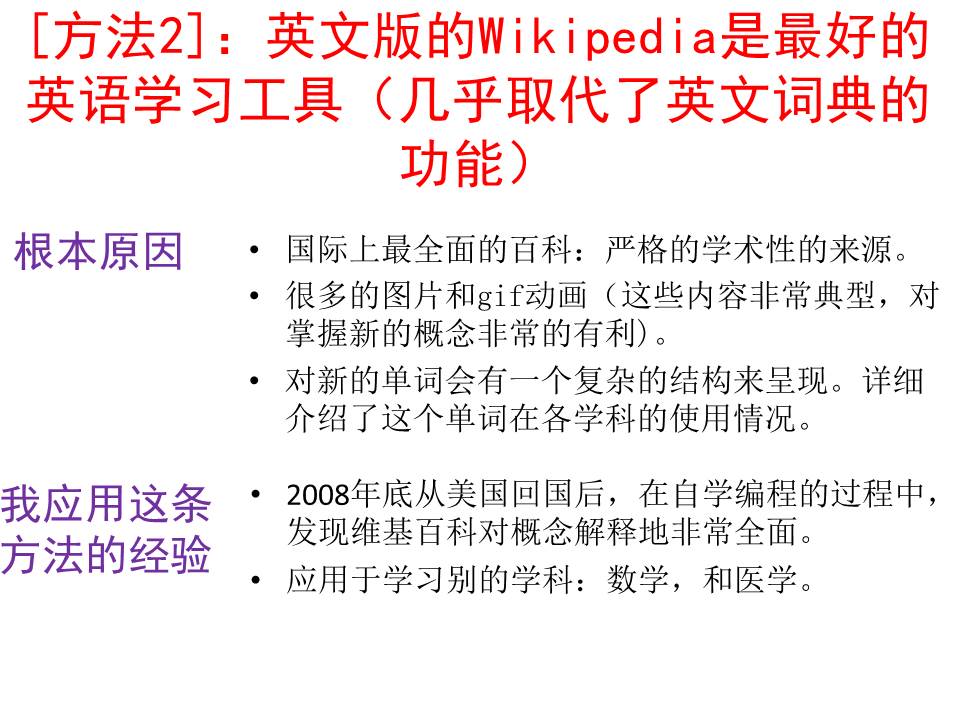 [方法2]：英文版的Wikipedia是最好的
英语学习工具（几乎取代了英文词典的
功能）
根本原因
• 国际上最全面的百科：严格的学术性的来源。
• 很多的图片和gif动画（这些内容非常典型，对
掌握新的概念非常的有利)。
• 对新的单词会有一个复杂的结构来呈现。详细
介绍了这个单词在各学科的使用情况。
我应用这条
方法的经验
• 2008年底从美国回国后，在自学编程的过程中，
发现维基百科对概念解释地非常全面。
• 应用于学习别的学科：数学，和医学。